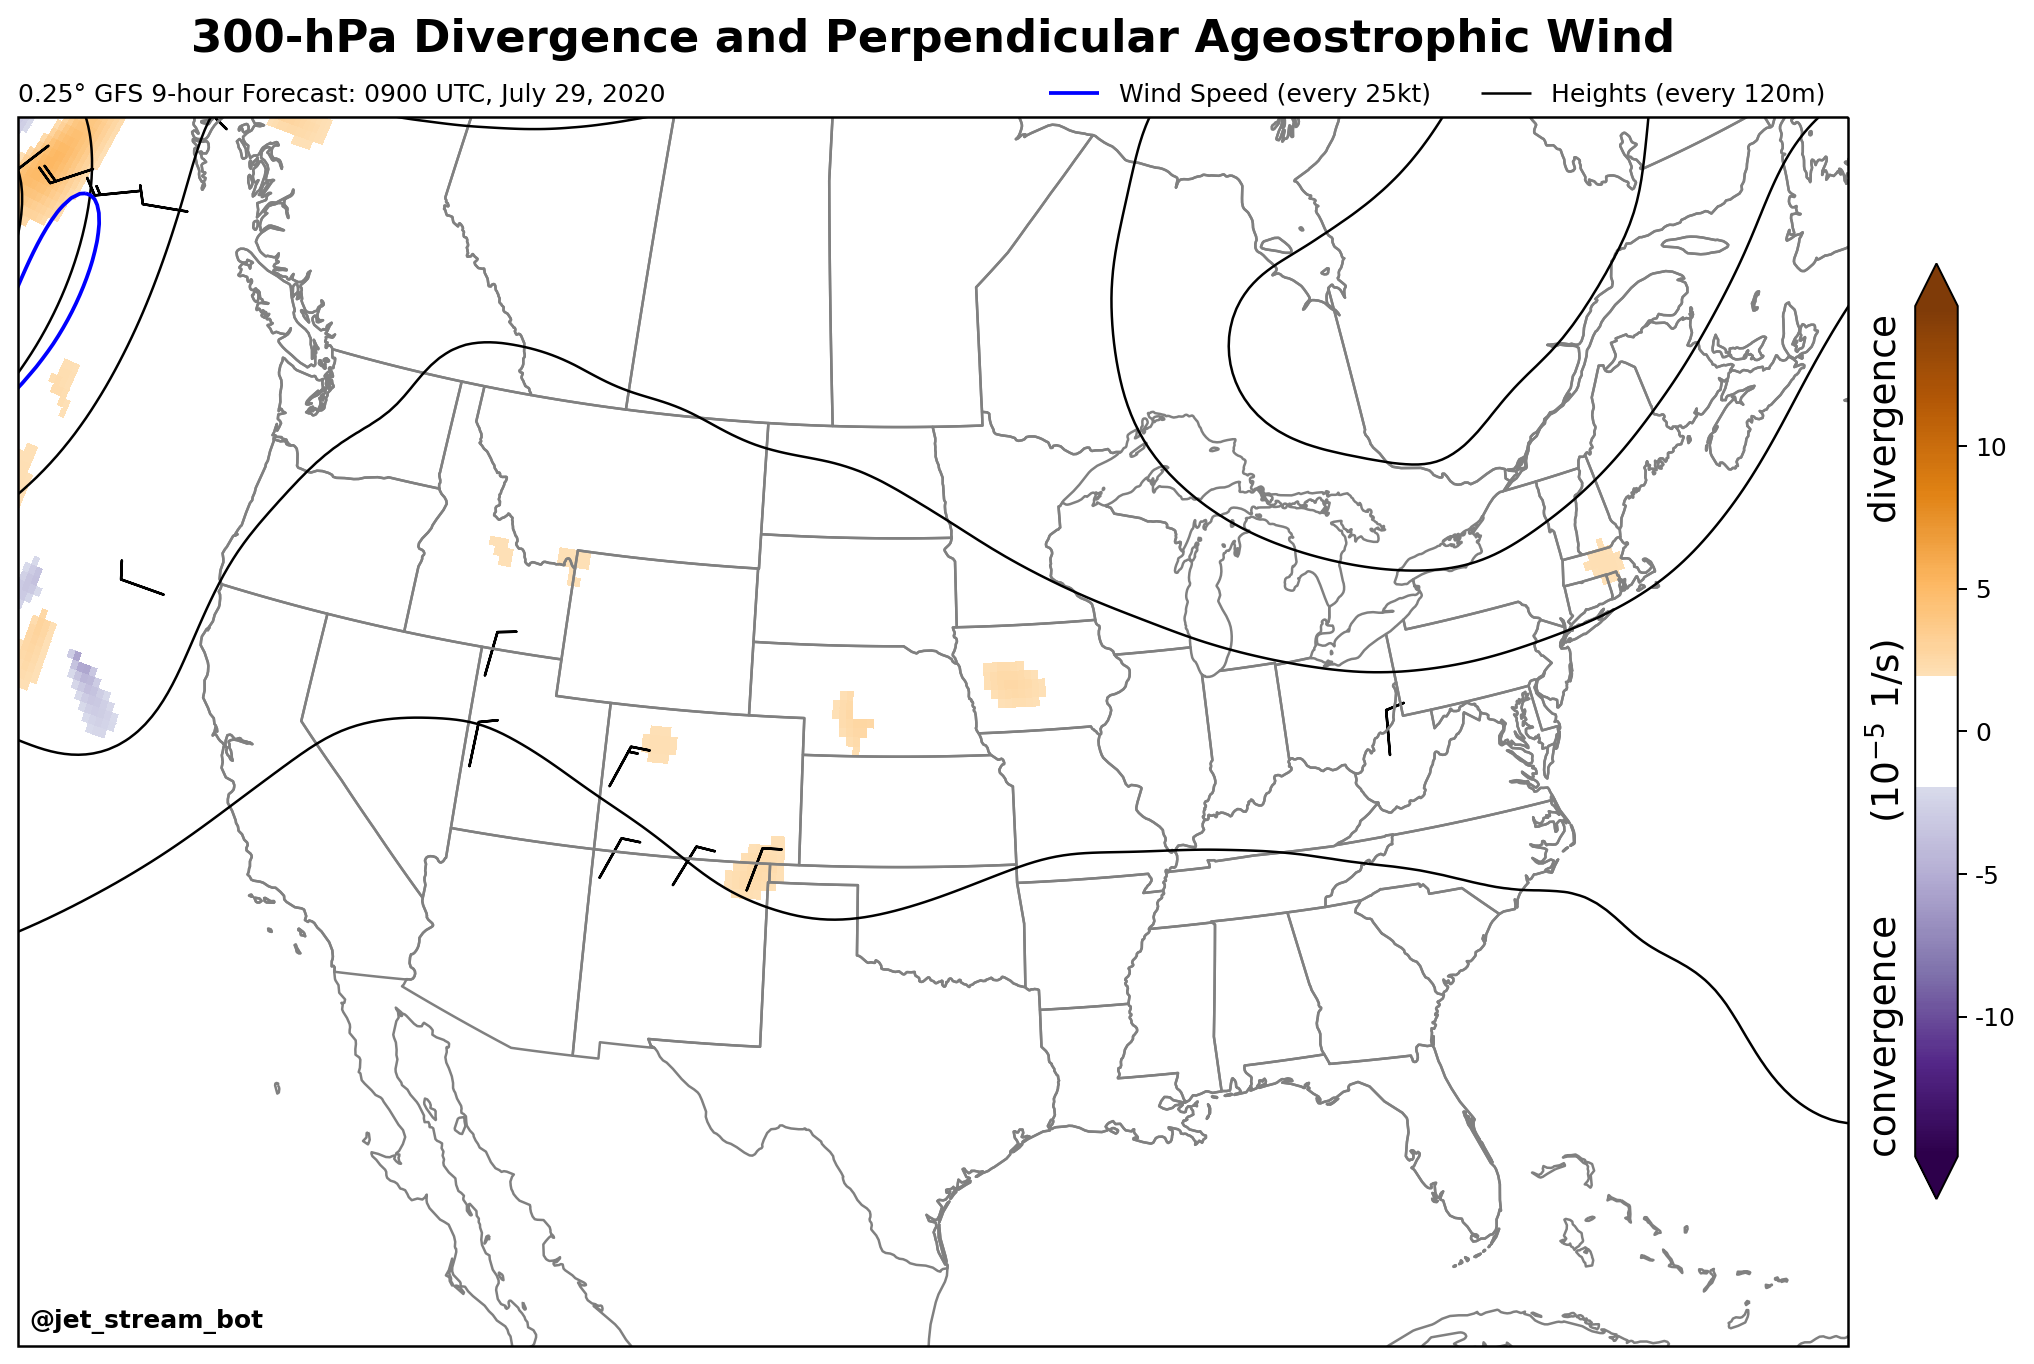 300-hPa Divergence and Perpendicular Ageostrophic Wind
0.25° GFS 9-hour Forecast: 0900 UTC, July 29, 2020
Wind Speed (every 25kt)
Heights (every 120m)
10
5
0
-5
-10
convergence (10⁻⁵ 1/s) divergence
@jet_stream_bot